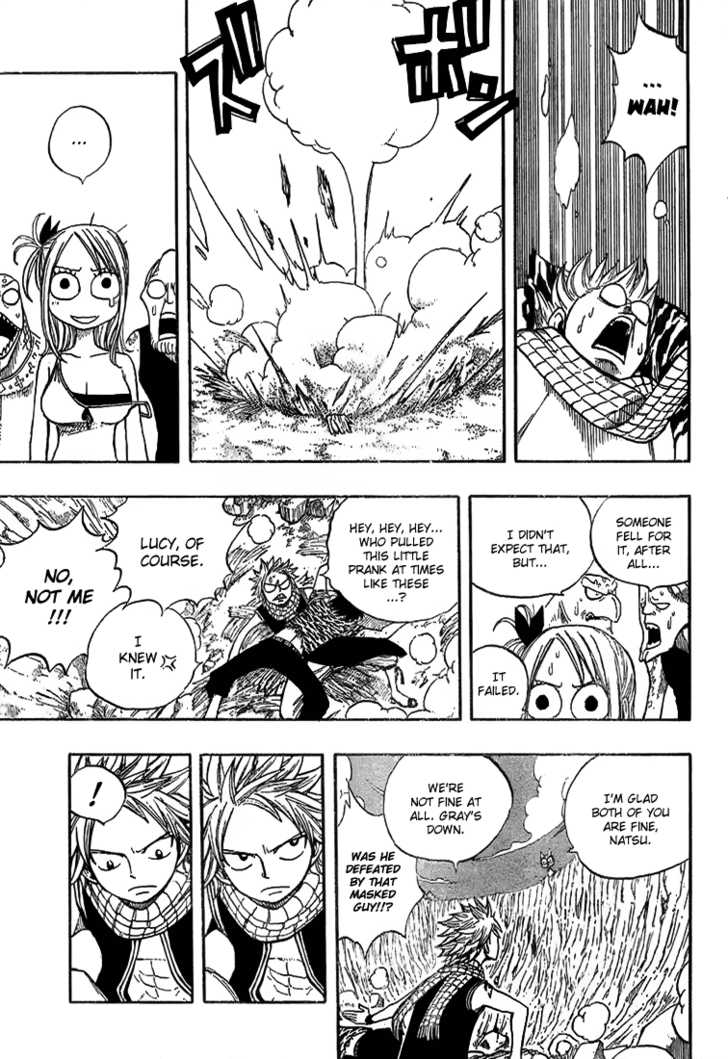 ...
WAH!
ズボン
...
SOMEONE
FELL FOR
IT, AFTER
ALL...
I DIDN'T
EXPECT THAT,
BUT...
IT
FAILED.
HEY, HEY, HEY...
WHO PULLED
THIS LITTLE
PRANK AT TIMES
LIKE THESE
...?
LUCY, OF
COURSE.
I
KNEW
IT.
NO,
NOT ME
!!!
I'M GLAD
BOTH OF YOU
ARE FINE,
NATSU.
WE'RE
NOT FINE AT
ALL. GRAY'S
DOWN.
WAS HE
DEFEATED
BY THAT
MASKED
GUY!!?
!